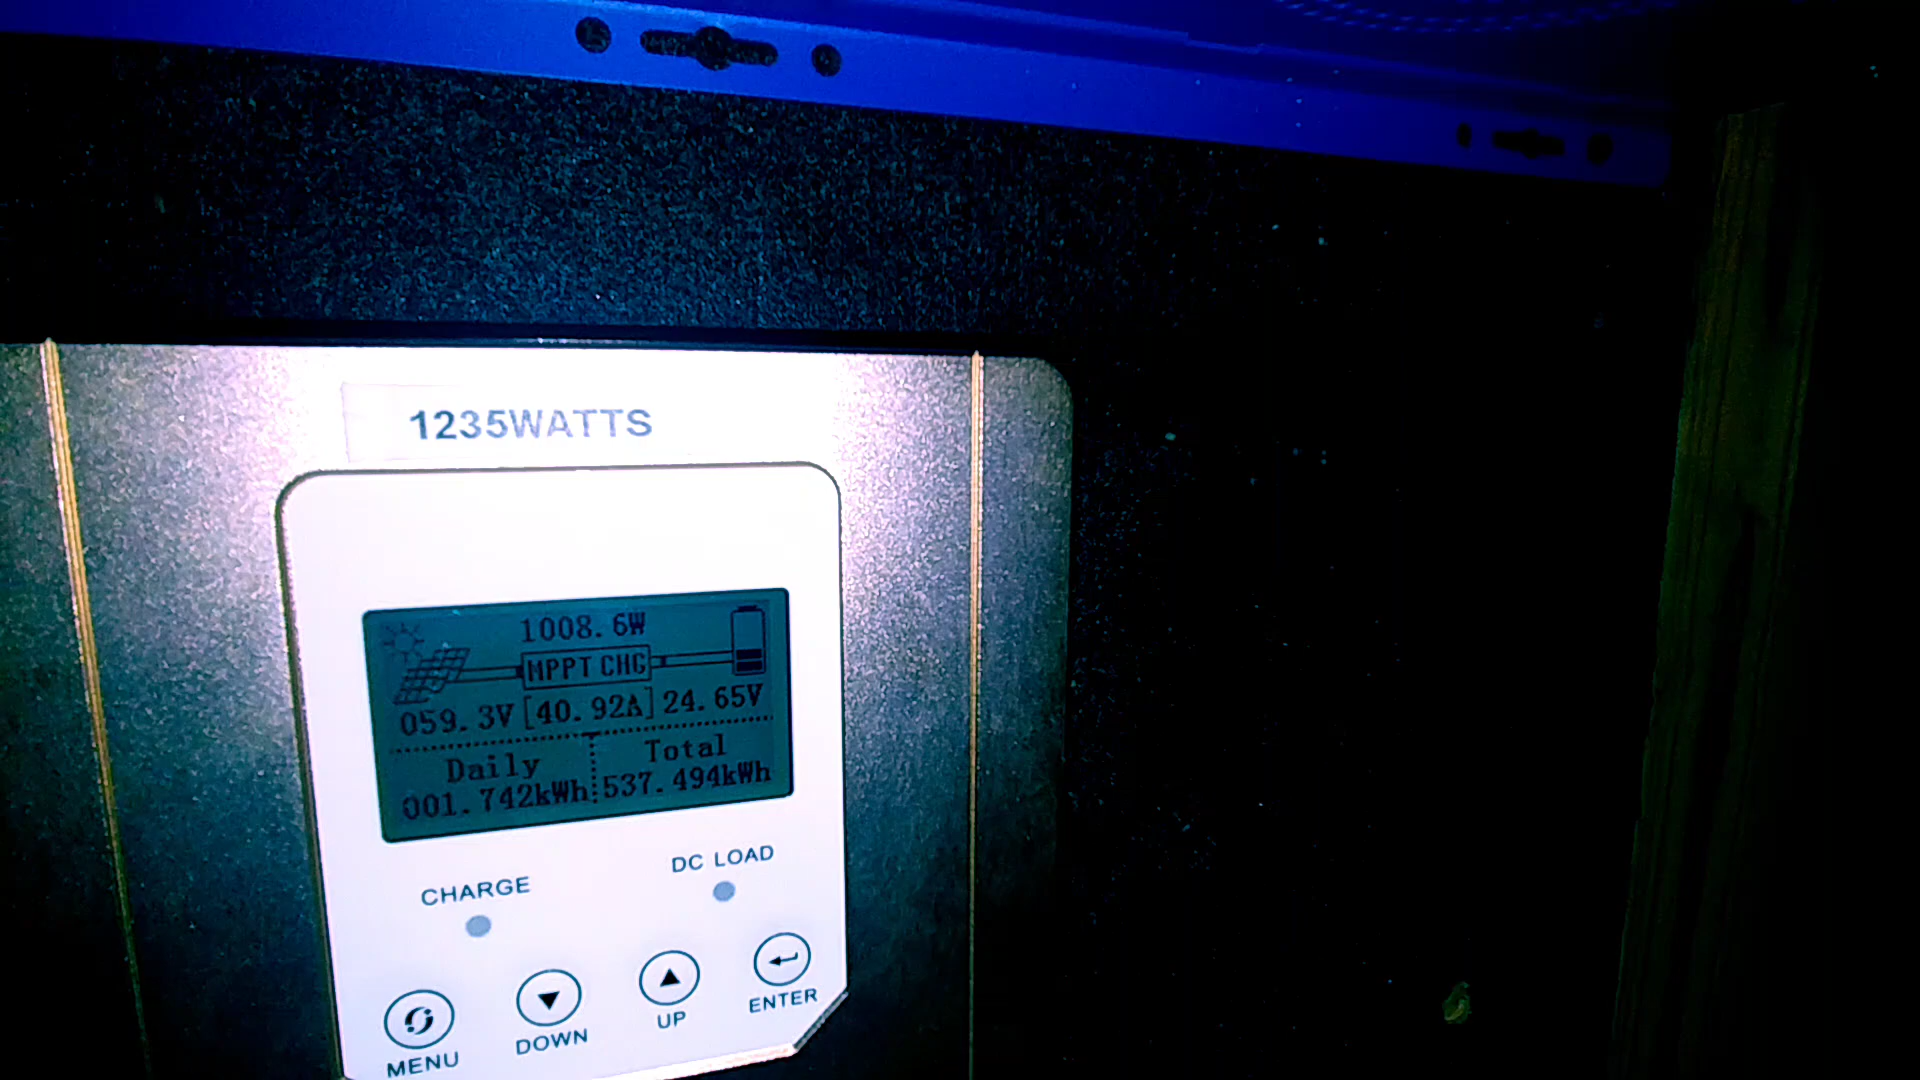 1235WATTS
1008.6W
MPPT CHG
059.3V [40.92A] 24.65V
Daily Total
001.742kWh 537.494kWh
CHARGE DC LOAD
MENU DOWN UP ENTER